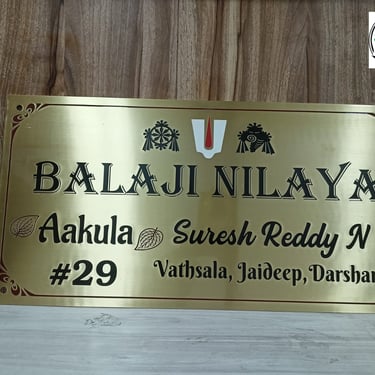 BALAJI NILAYA
Aakula Suresh Reddy N
#29 Vathsala, Jaideep, Darshan